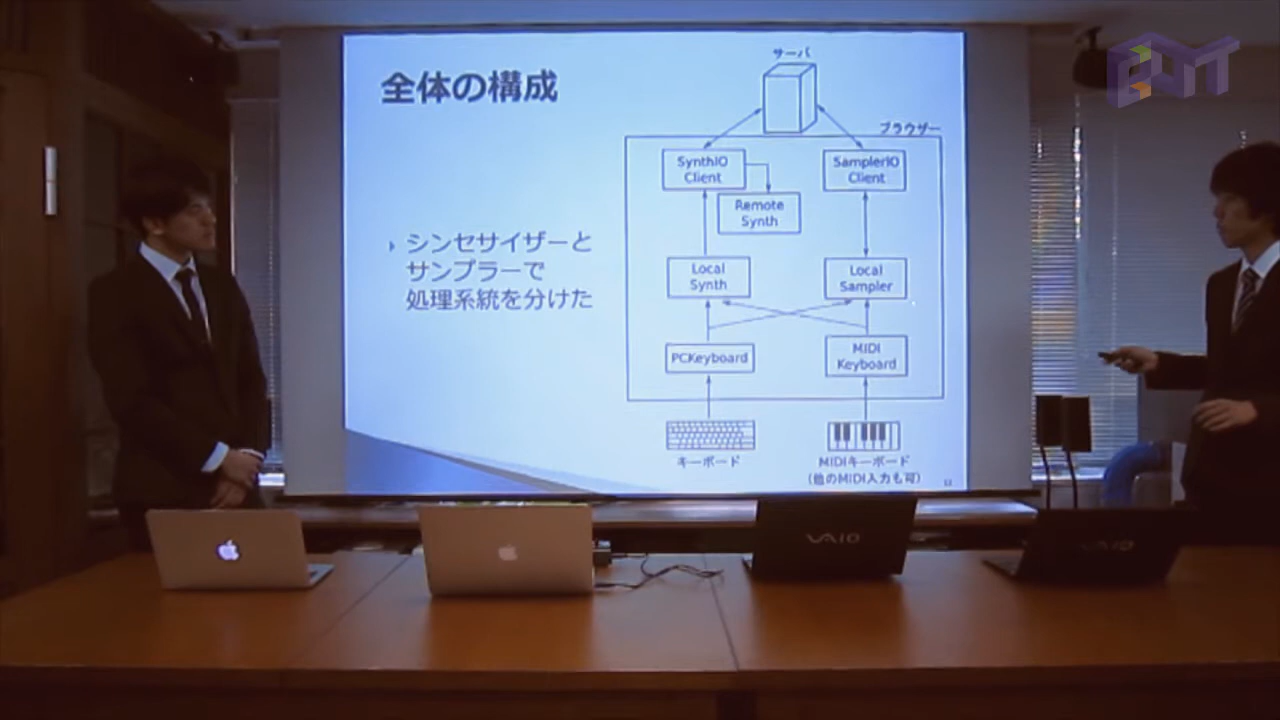 全体の構成
シンセサイザーと
サンプラーで
処理系統を分けた
サーバ
ブラウザー
SynthIO
Client
SamplerIO
Client
Remote
Synth
Local
Synth
Local
Sampler
PCKeyboard
MIDI
Keyboard
キーボード
MIDIキーボード
(他のMIDI入力も可)
VAIO
VAIO